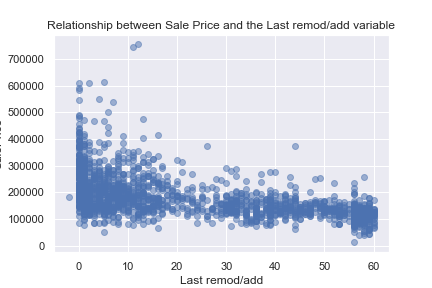 Relationship between Sale Price and the Last remod/add variable
700000
600000
500000
400000
300000
200000
100000
0
0 10 20 30 40 50 60
Last remod/add